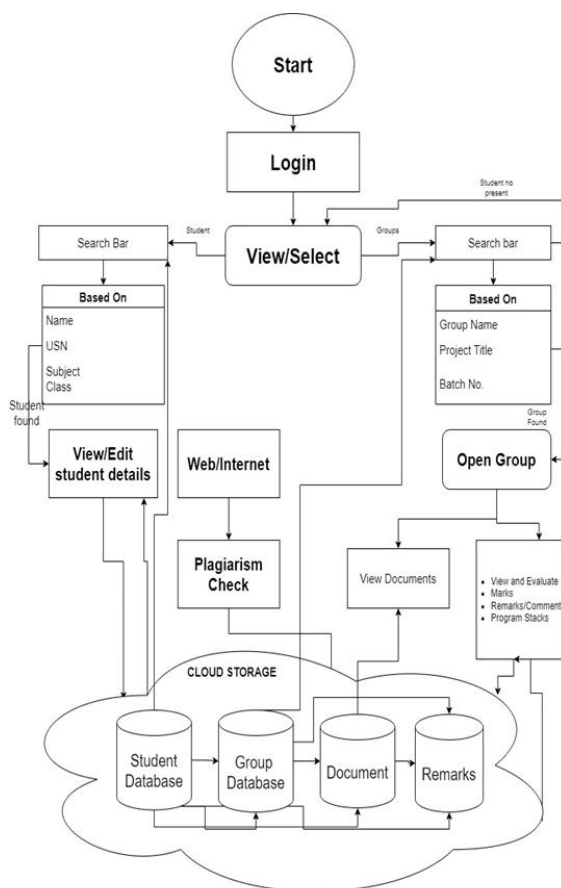 Start
Login
Student no
present
Student
Groups
Search Bar
View/Select
Search bar
Based On
Name
USN
Subject
Class
Based On
Group Name
Project Title
Batch No.
Student
found
Group
Found
View/Edit
student details
Web/Internet
Open Group
Plagiarism
Check
View Documents
View and Evaluate
Marks
Remarks/Comment
Program Stacks
CLOUD STORAGE
Student
Database
Group
Database
Document
Remarks